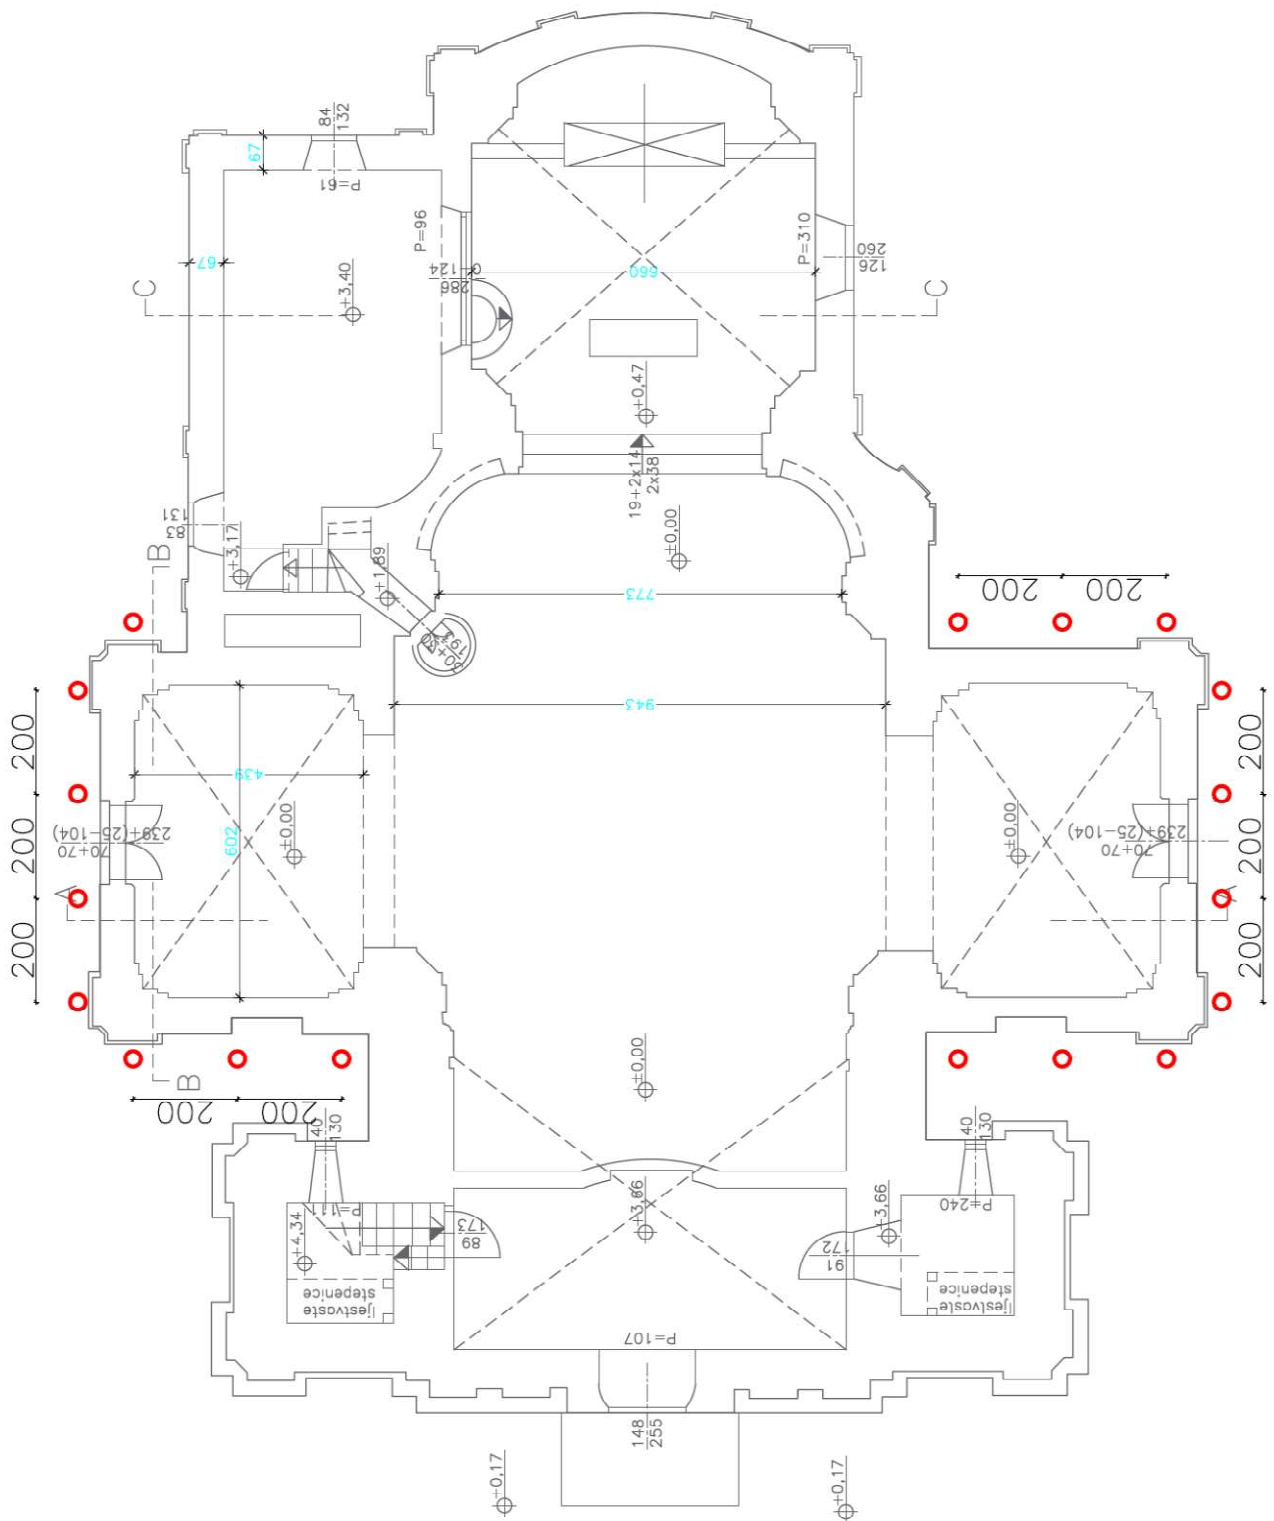 84
132
67
P=61
P=96
P=310
260
126
67
660
0-124
286
C
+3,40
C
+0,47
19+2x14
2x38
131
83
+3,17
B
±0,00
+1,89
200
200
773
943
200
200
200
439
602
±0,00
239+(25-104)
70+70
A
±0,00
239+(25-104)
70+70
A
200
200
200
B
200
200
±0,00
40
130
40
130
P=111
+4,34
173
89
+3,66
172
91
+3,66
P=240
ljestvaste
stepenice
ljestvaste
stepenice
P=107
148
255
+0,17
+0,17